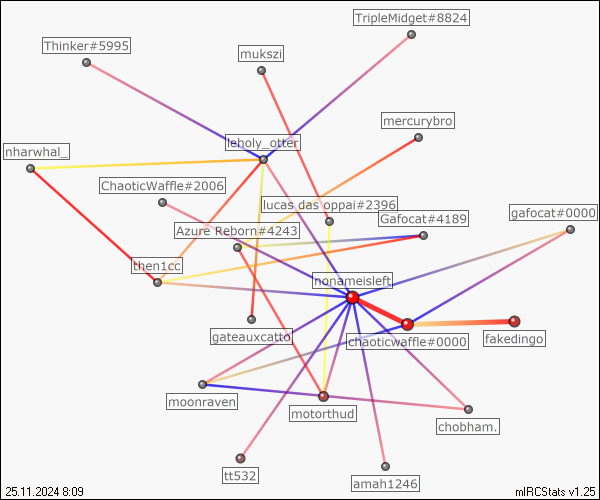 TripleMidget#8824
Thinker#5995
mukszi
mercurybro
leholy_otter
nharwhal_
ChaoticWaffle#2006
lucas das oppai#2396
gafocat#0000
Gafocat#4189
Azure Reborn#4243
then1cc
nonameisleft
gateauxcatto
chaoticwaffle#0000
fakedingo
moonraven
motorthud
chobham.
tt532
amah1246
25.11.2024 8:09
mIRCStats v1.25